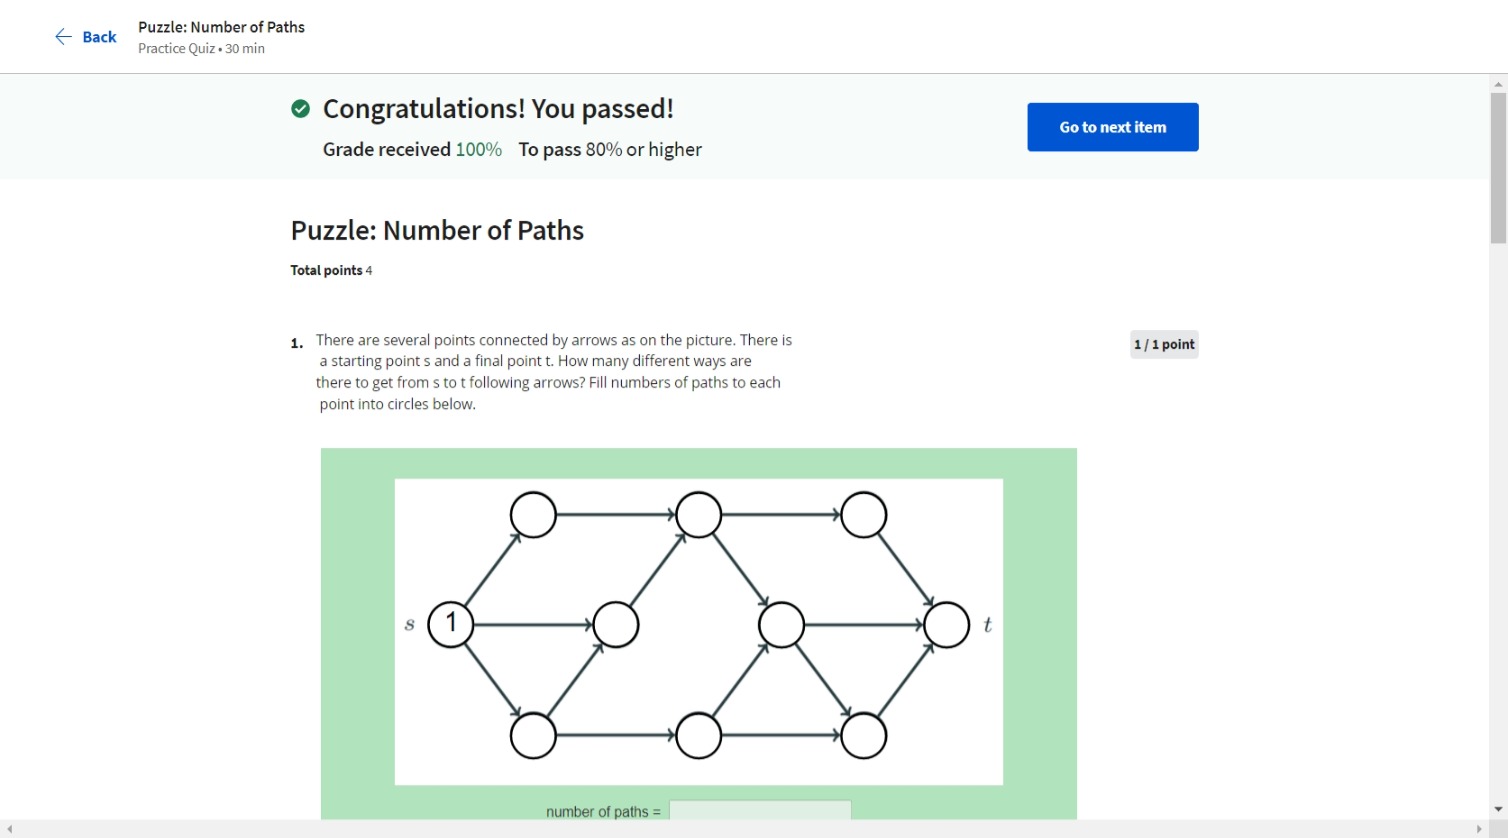 Back
Puzzle: Number of Paths
Practice Quiz • 30 min
Congratulations! You passed!
Grade received 100% To pass 80% or higher
Go to next item
Puzzle: Number of Paths
Total points 4
1. There are several points connected by arrows as on the picture. There is
a starting point s and a final point t. How many different ways are
there to get from s to t following arrows? Fill numbers of paths to each
point into circles below.
1 / 1 point
s 1 t
number of paths =